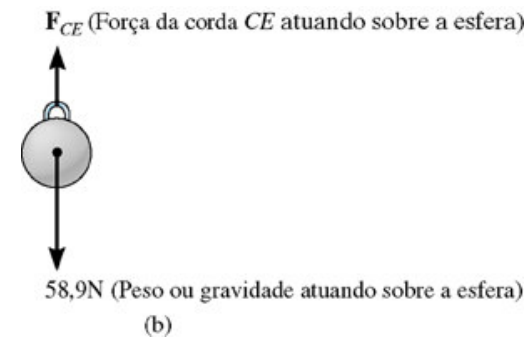 F_CE (Força da corda CE atuando sobre a esfera)
58,9N (Peso ou gravidade atuando sobre a esfera)
(b)